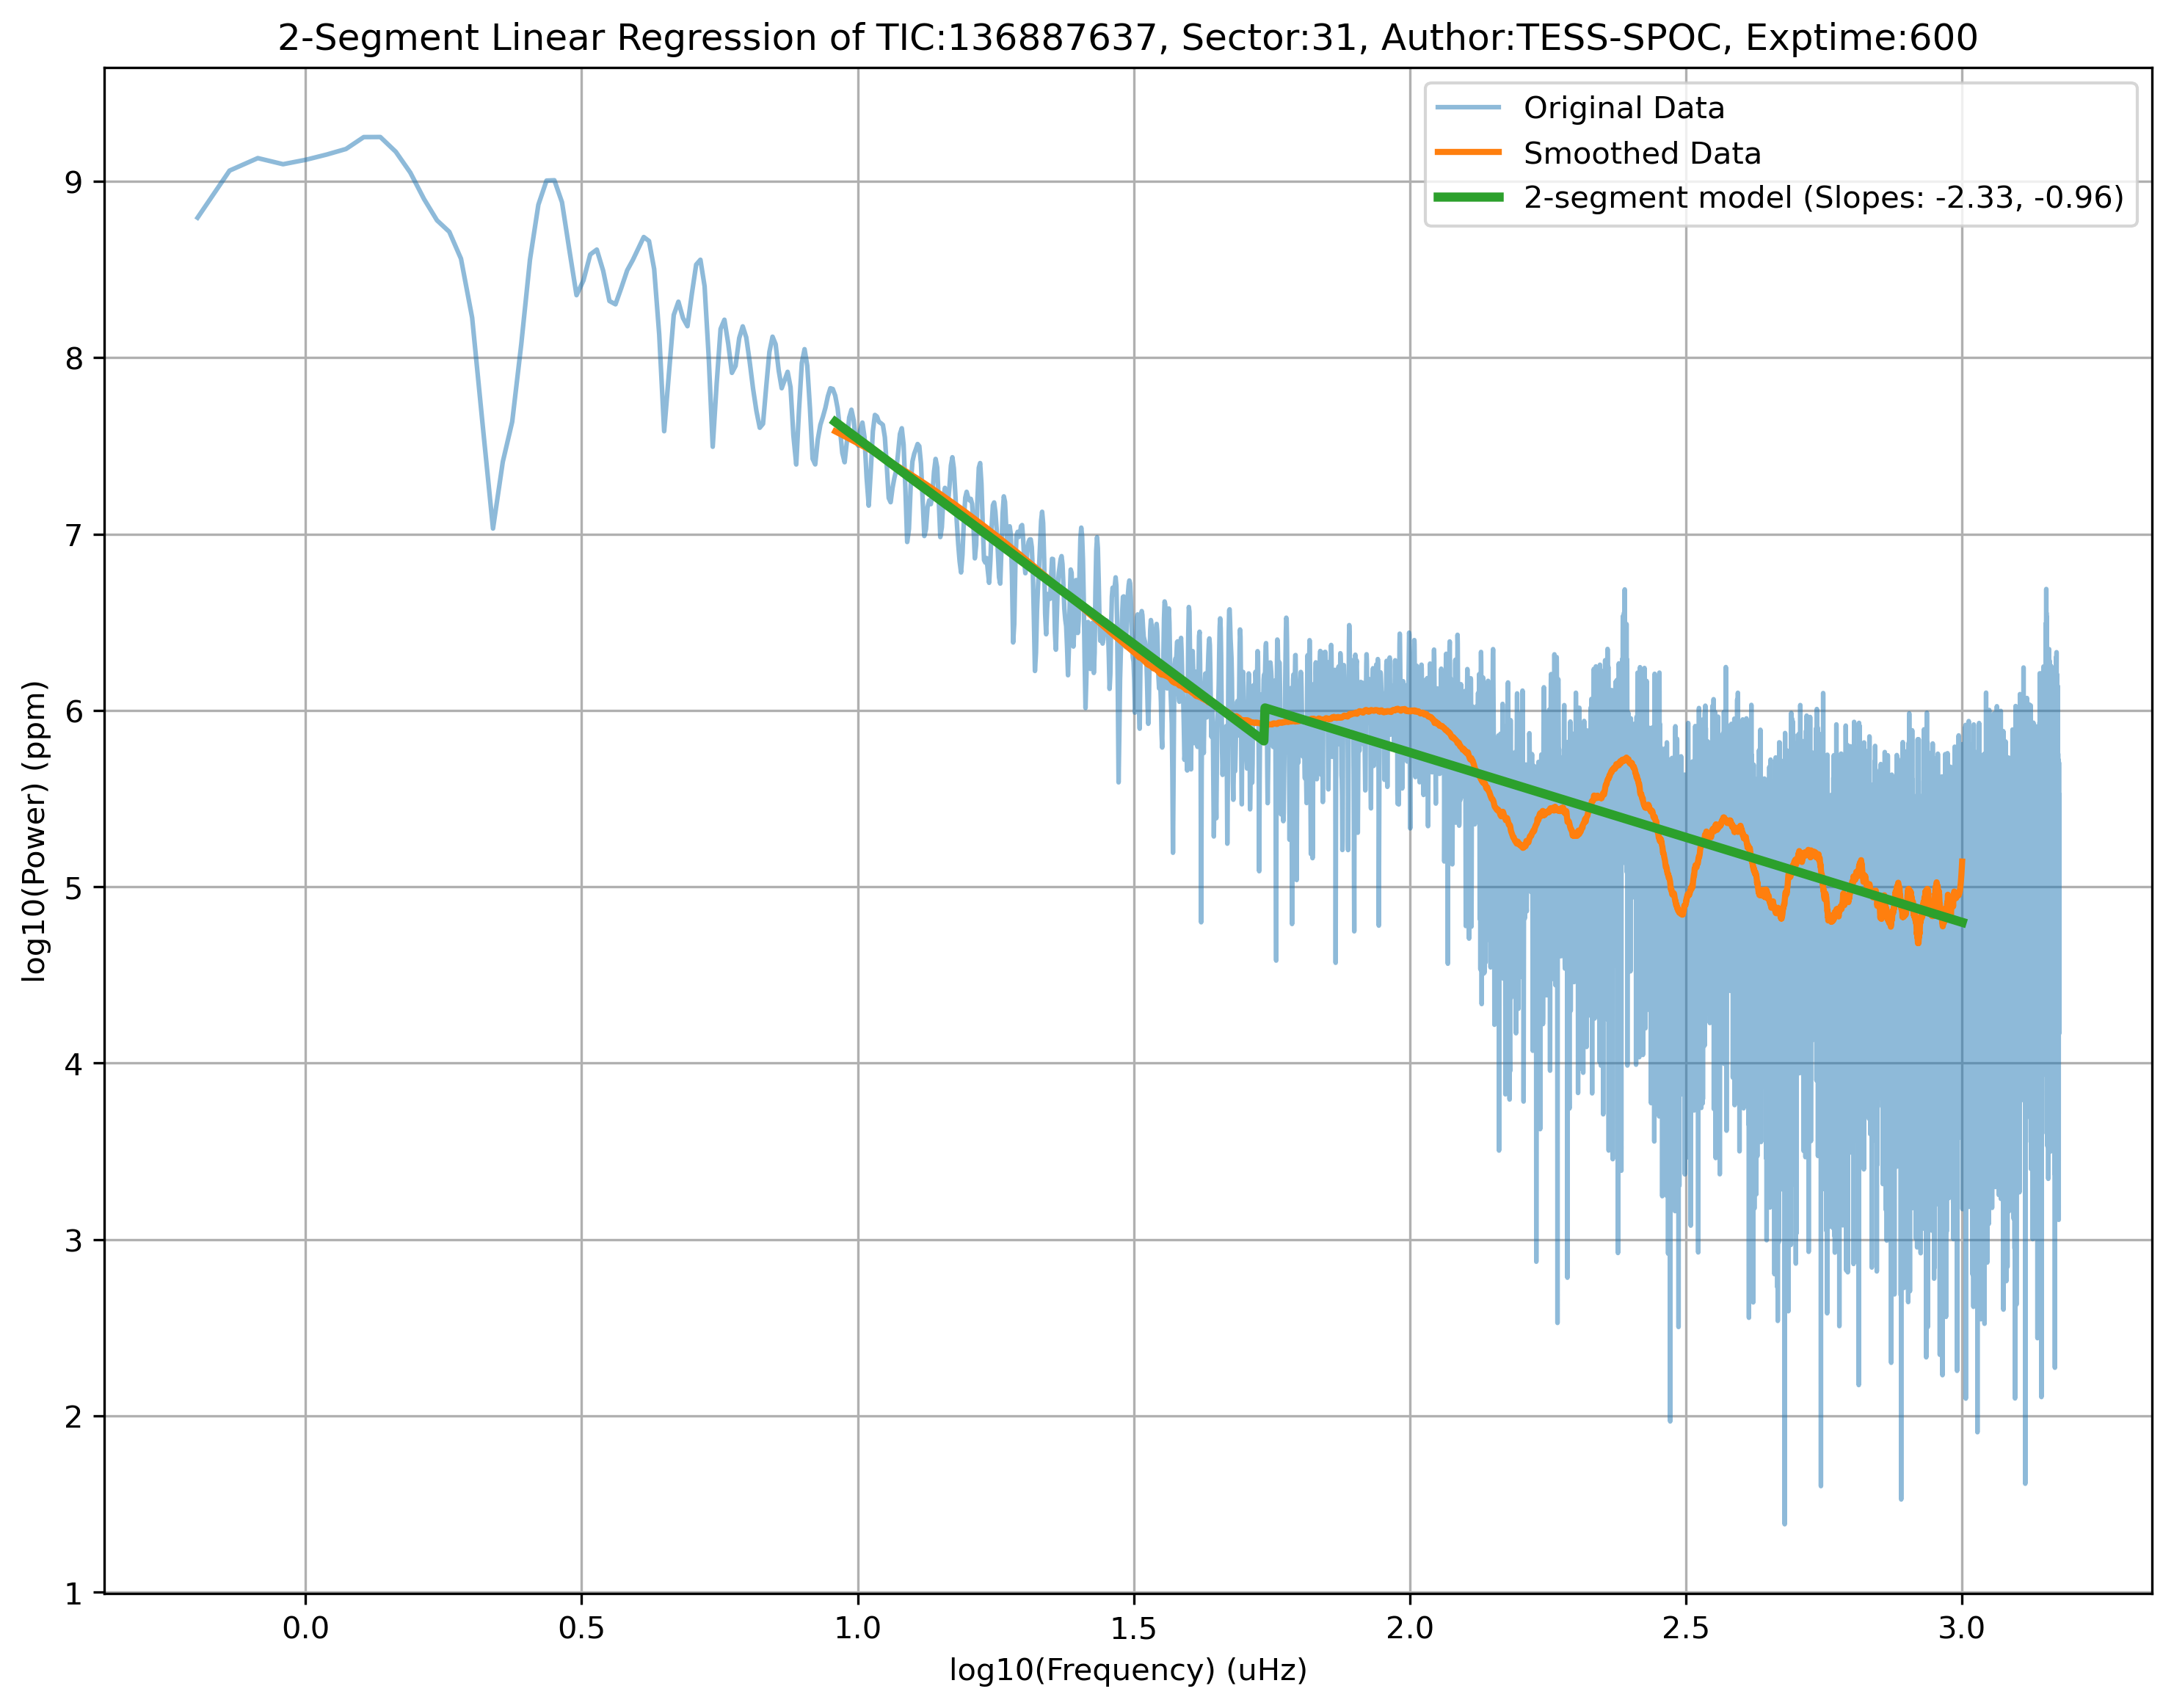 2-Segment Linear Regression of TIC:136887637, Sector:31, Author:TESS-SPOC, Exptime:600
Original Data
Smoothed Data
2-segment model (Slopes: -2.33, -0.96)
log10(Power) (ppm)
9
8
7
6
5
4
3
2
1
0.0 0.5 1.0 1.5 2.0 2.5 3.0
log10(Frequency) (uHz)